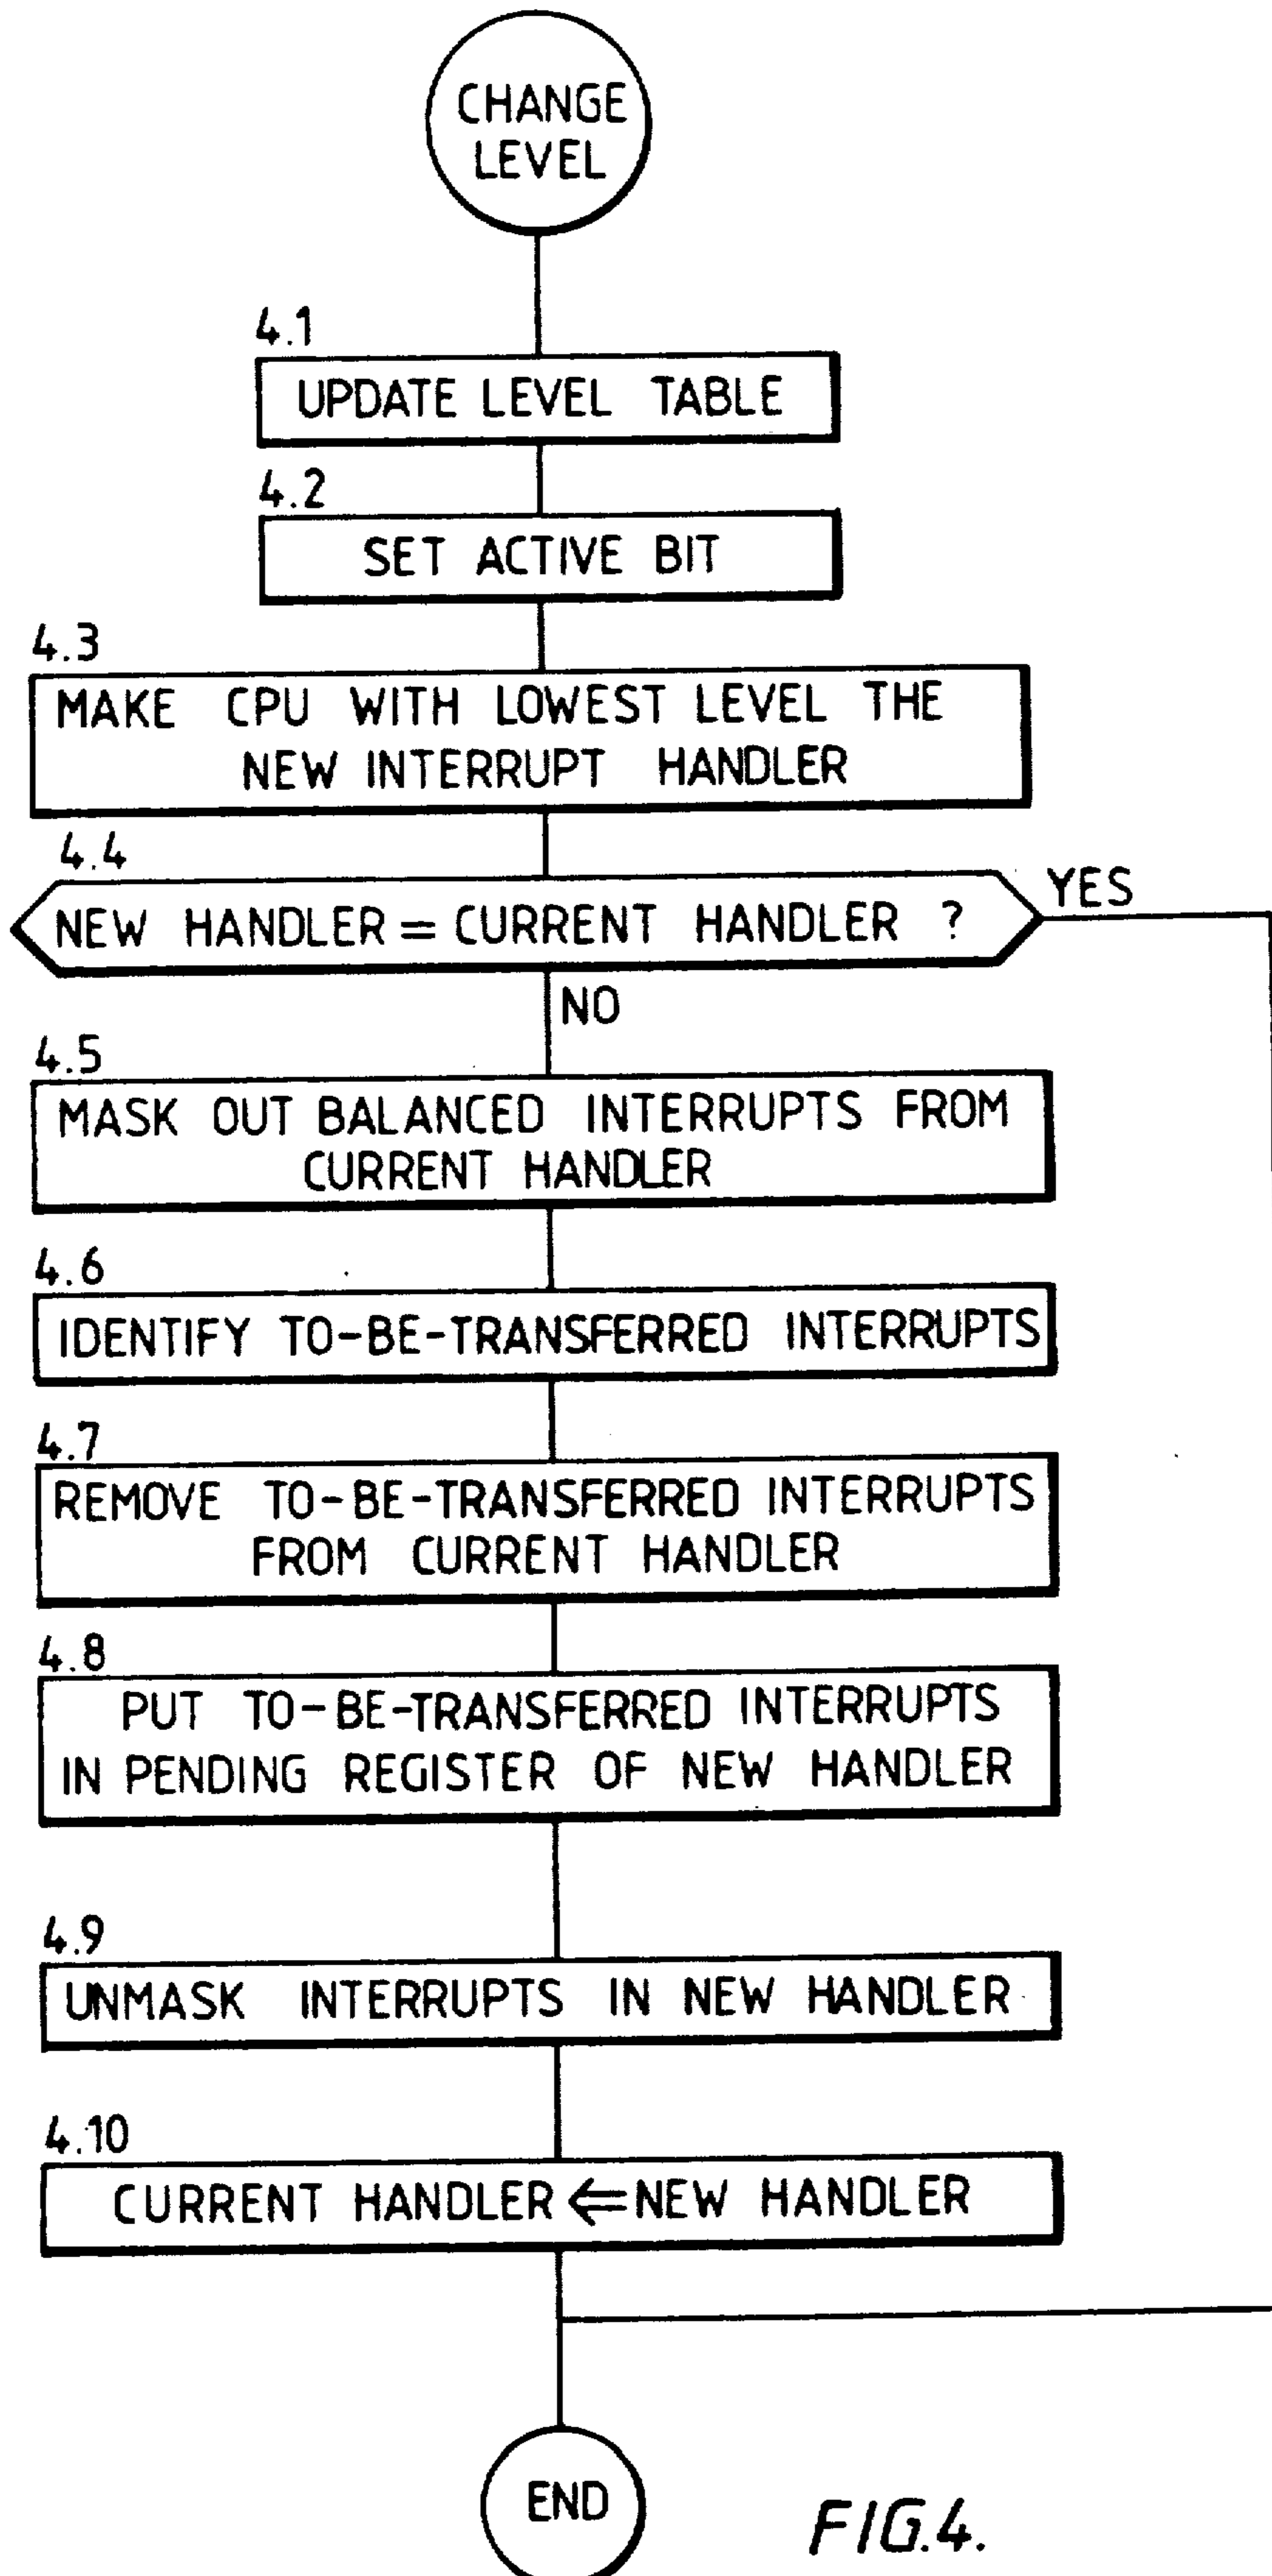 CHANGE
LEVEL
4.1
UPDATE LEVEL TABLE
4.2
SET ACTIVE BIT
4.3
MAKE CPU WITH LOWEST LEVEL THE
NEW INTERRUPT HANDLER
4.4
NEW HANDLER = CURRENT HANDLER ?
YES
NO
4.5
MASK OUT BALANCED INTERRUPTS FROM
CURRENT HANDLER
4.6
IDENTIFY TO-BE-TRANSFERRED INTERRUPTS
4.7
REMOVE TO-BE-TRANSFERRED INTERRUPTS
FROM CURRENT HANDLER
4.8
PUT TO-BE-TRANSFERRED INTERRUPTS
IN PENDING REGISTER OF NEW HANDLER
4.9
UNMASK INTERRUPTS IN NEW HANDLER
4.10
CURRENT HANDLER ⇐ NEW HANDLER
END
FIG.4.